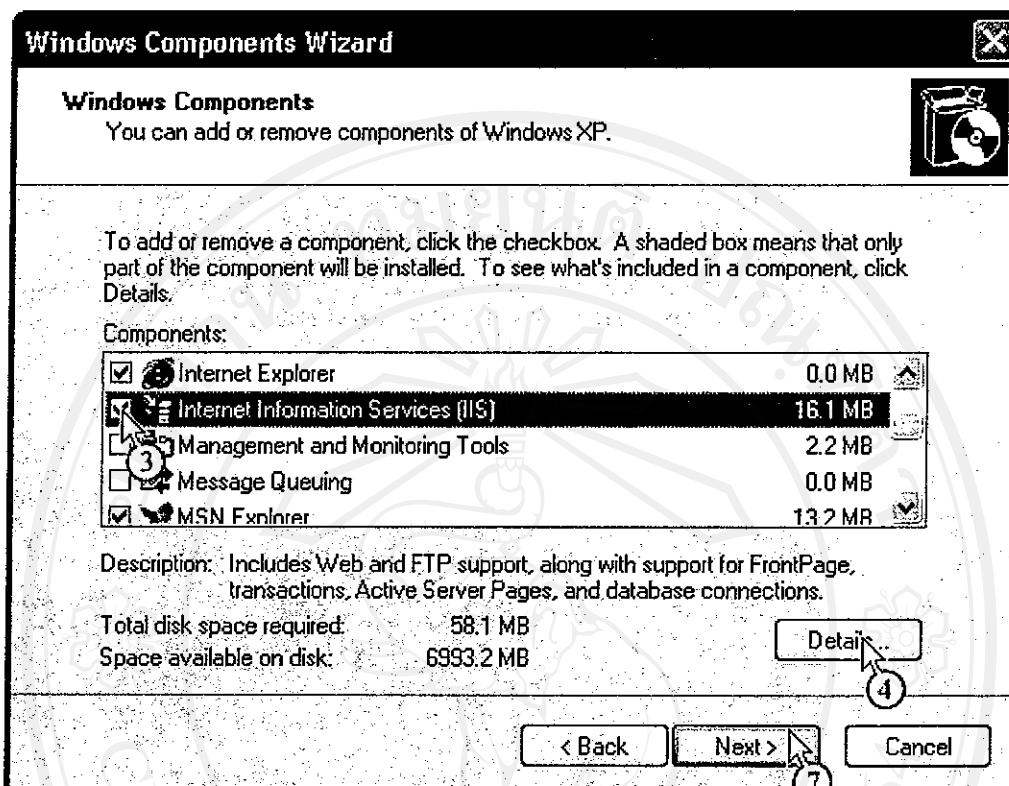 Windows Components Wizard
Windows Components
You can add or remove components of Windows XP.
To add or remove a component, click the checkbox. A shaded box means that only
part of the component will be installed. To see what's included in a component, click
Details.
Components:
Internet Explorer 0.0 MB
Internet Information Services (IIS) 16.1 MB
3
Management and Monitoring Tools 2.2 MB
Message Queuing 0.0 MB
MSN Explorer 13.2 MB
Description: Includes Web and FTP support, along with support for FrontPage,
transactions, Active Server Pages, and database connections.
Total disk space required: 58.1 MB
Space available on disk: 6993.2 MB
Details...
4
< Back Next > Cancel
7